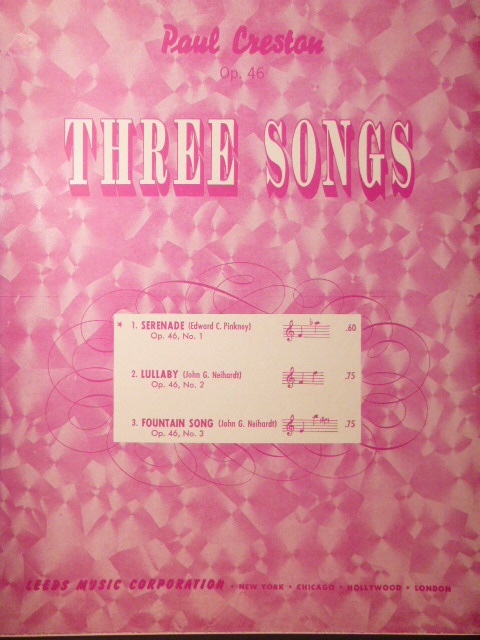 Paul Creston
Op. 46
THREE SONGS
* 1. SERENADE (Edward C. Pinkney) .60
Op. 46, No. 1
2. LULLABY (John G. Neihardt) .75
Op. 46, No. 2
3. FOUNTAIN SONG (John G. Neihardt) .75
Op. 46, No. 3
LEEDS MUSIC CORPORATION • NEW YORK • CHICAGO • HOLLYWOOD • LONDON